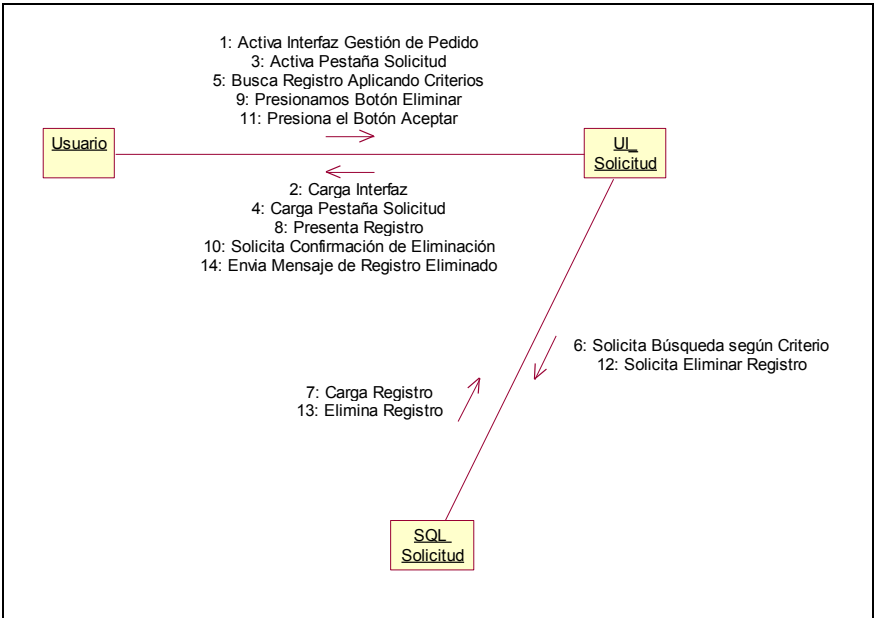 1: Activa Interfaz Gestión de Pedido
3: Activa Pestaña Solicitud
5: Busca Registro Aplicando Criterios
9: Presionamos Botón Eliminar
11: Presiona el Botón Aceptar
Usuario
UI_
Solicitud
2: Carga Interfaz
4: Carga Pestaña Solicitud
8: Presenta Registro
10: Solicita Confirmación de Eliminación
14: Envia Mensaje de Registro Eliminado
6: Solicita Búsqueda según Criterio
12: Solicita Eliminar Registro
7: Carga Registro
13: Elimina Registro
SQL_
Solicitud